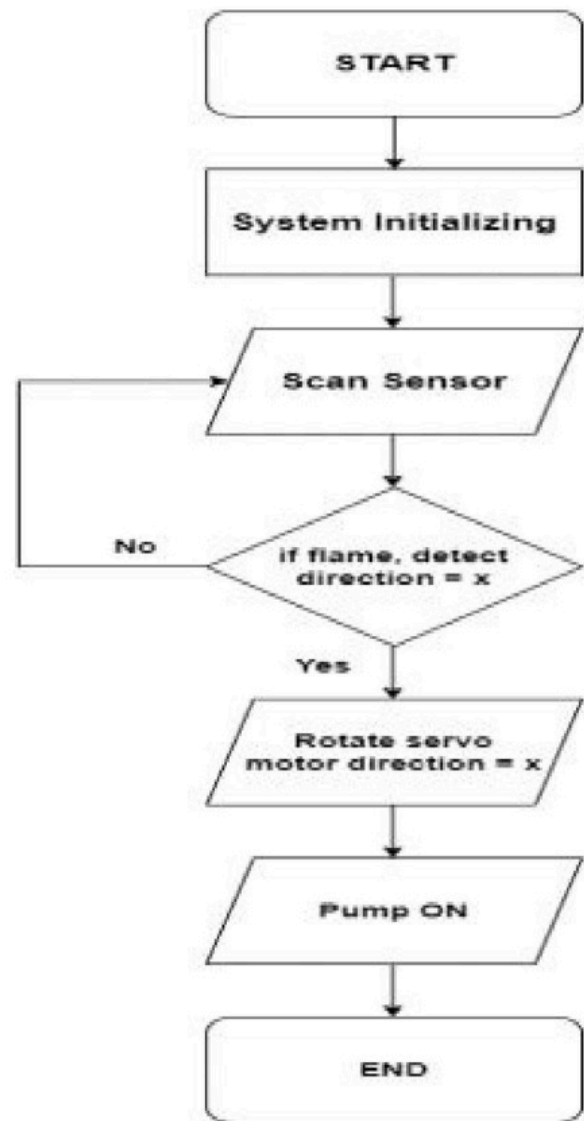 START
System Initializing
Scan Sensor
No
if flame, detect
direction = x
Yes
Rotate servo
motor direction = x
Pump ON
END